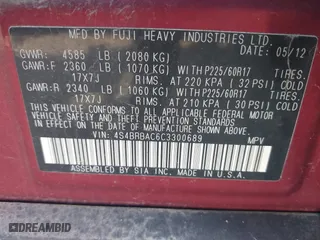 MFD BY FUJI HEAVY INDUSTRIES LTD.
DATE 05/12
GVWR: 4585 LB (2080 KG)
GAWR:F 2360 LB (1070 KG) WITH P225/60R17 TIRES.
17X7J RIMS. AT 220 KPA (32 PSI) COLD
GAWR:R 2340 LB (1060 KG) WITH P225/60R17 TIRES.
17X7J RIMS. AT 210 KPA (30 PSI) COLD
THIS VEHICLE CONFORMS TO ALL APPLICABLE FEDERAL MOTOR
VEHICLE SAFETY STANDARDS IN EFFECT ON THE DATE OF
MANUFACTURE SHOWN ABOVE.
VIN: 4S4BRBAC6C3300689 MPV
ASSEMBLED BY SIA INC. MADE IN U.S.A.
DREAMBID.COM